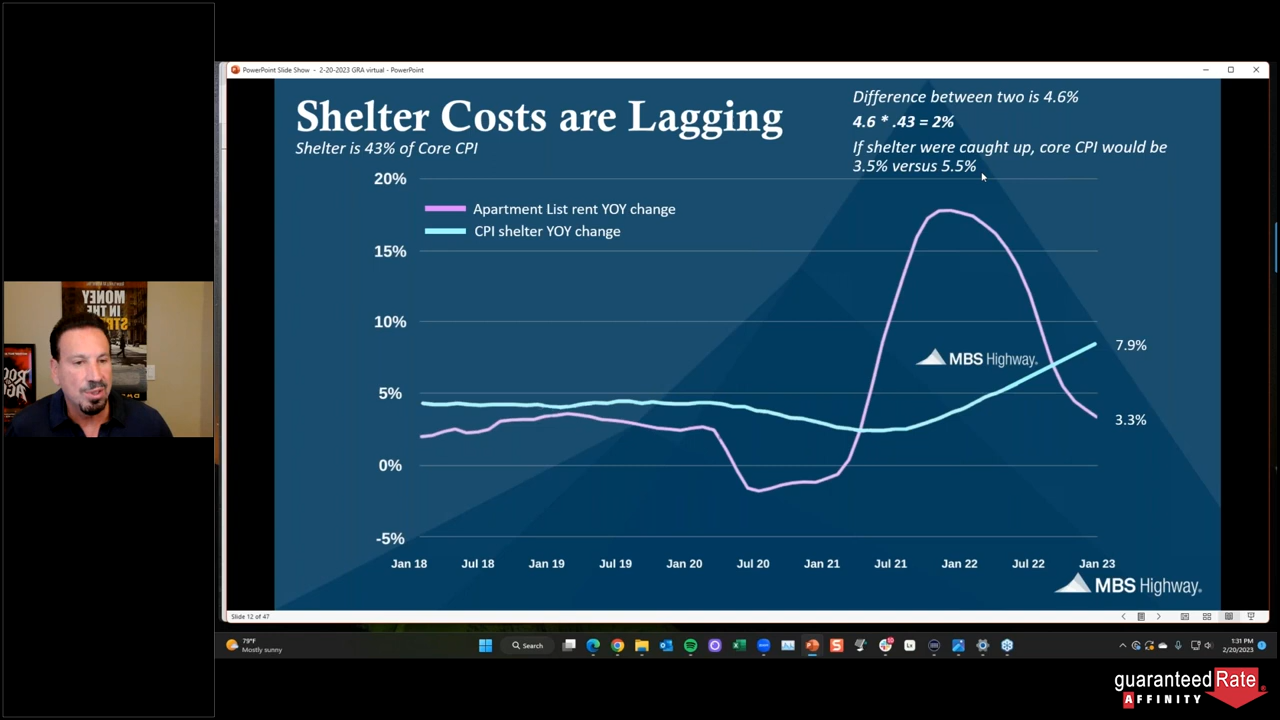 PowerPoint Slide Show - 2-20-2023 GRA virtual - PowerPoint
Shelter Costs are Lagging
Shelter is 43% of Core CPI
Difference between two is 4.6%
4.6 * .43 = 2%
If shelter were caught up, core CPI would be
3.5% versus 5.5%
20%
15%
10%
5%
0%
-5%
Apartment List rent YOY change
CPI shelter YOY change
MBS Highway.
7.9%
3.3%
Jan 18
Jul 18
Jan 19
Jul 19
Jan 20
Jul 20
Jan 21
Jul 21
Jan 22
Jul 22
Jan 23
MBS Highway.
MONEY
IN THE
Slide 12 of 47
79°F
Mostly sunny
Search
1:31 PM
2/20/2023
guaranteed Rate
AFFINITY